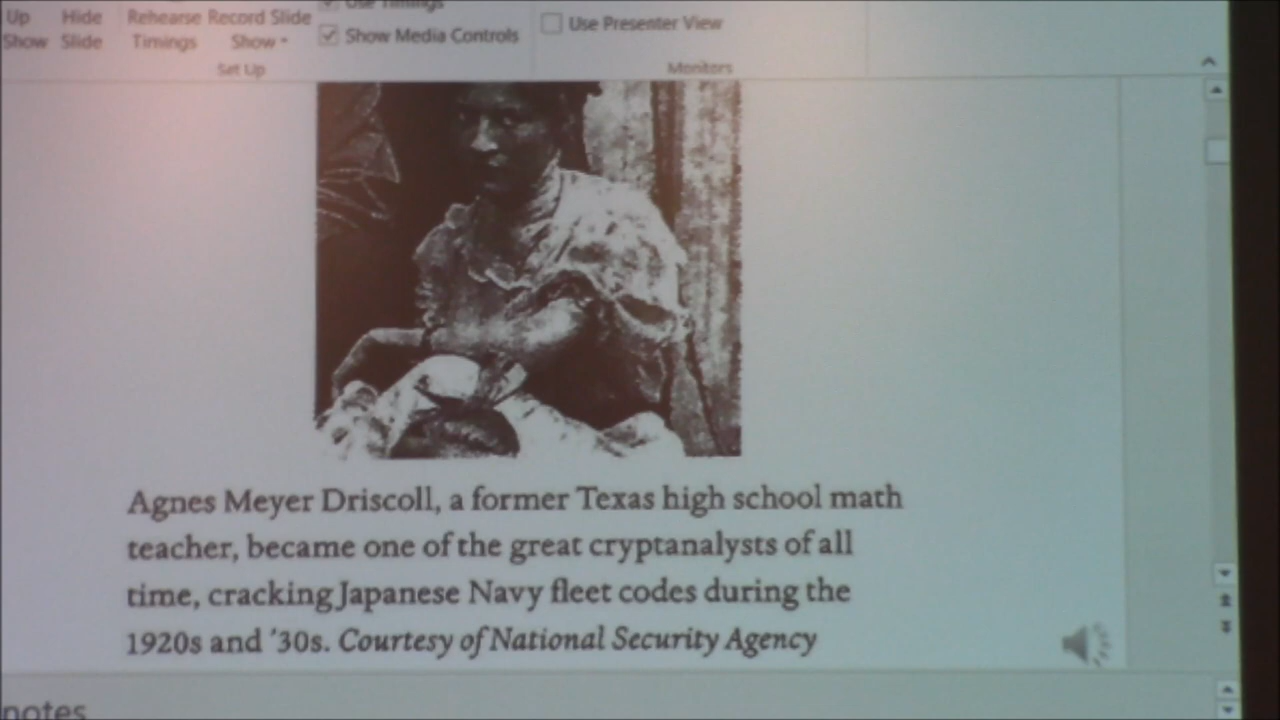 Up Hide Rehearse Record Slide Use Timings
Show Slide Timings Show Show Media Controls Use Presenter View
Set Up Monitors
Agnes Meyer Driscoll, a former Texas high school math
teacher, became one of the great cryptanalysts of all
time, cracking Japanese Navy fleet codes during the
1920s and '30s. Courtesy of National Security Agency
notes